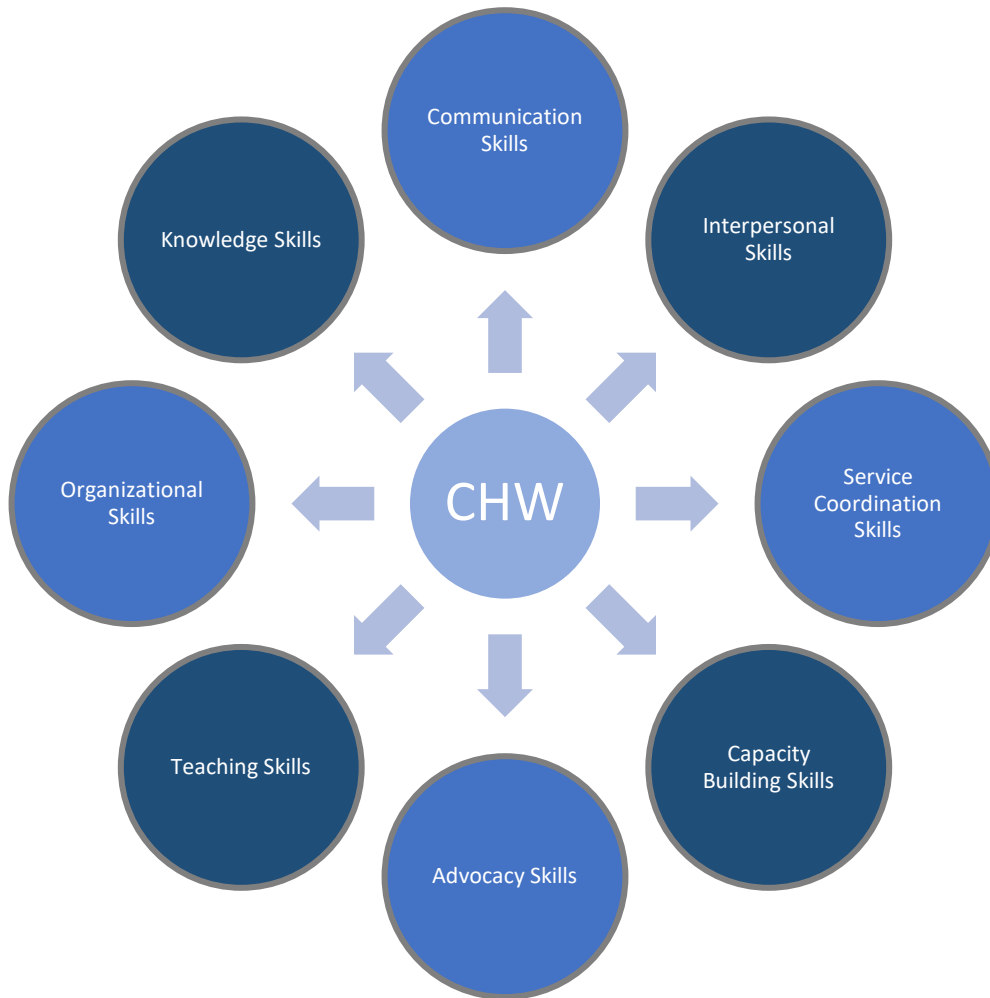 Communication
Skills
Interpersonal
Skills
Service
Coordination
Skills
Capacity
Building Skills
Advocacy Skills
Teaching Skills
Organizational
Skills
Knowledge Skills
CHW